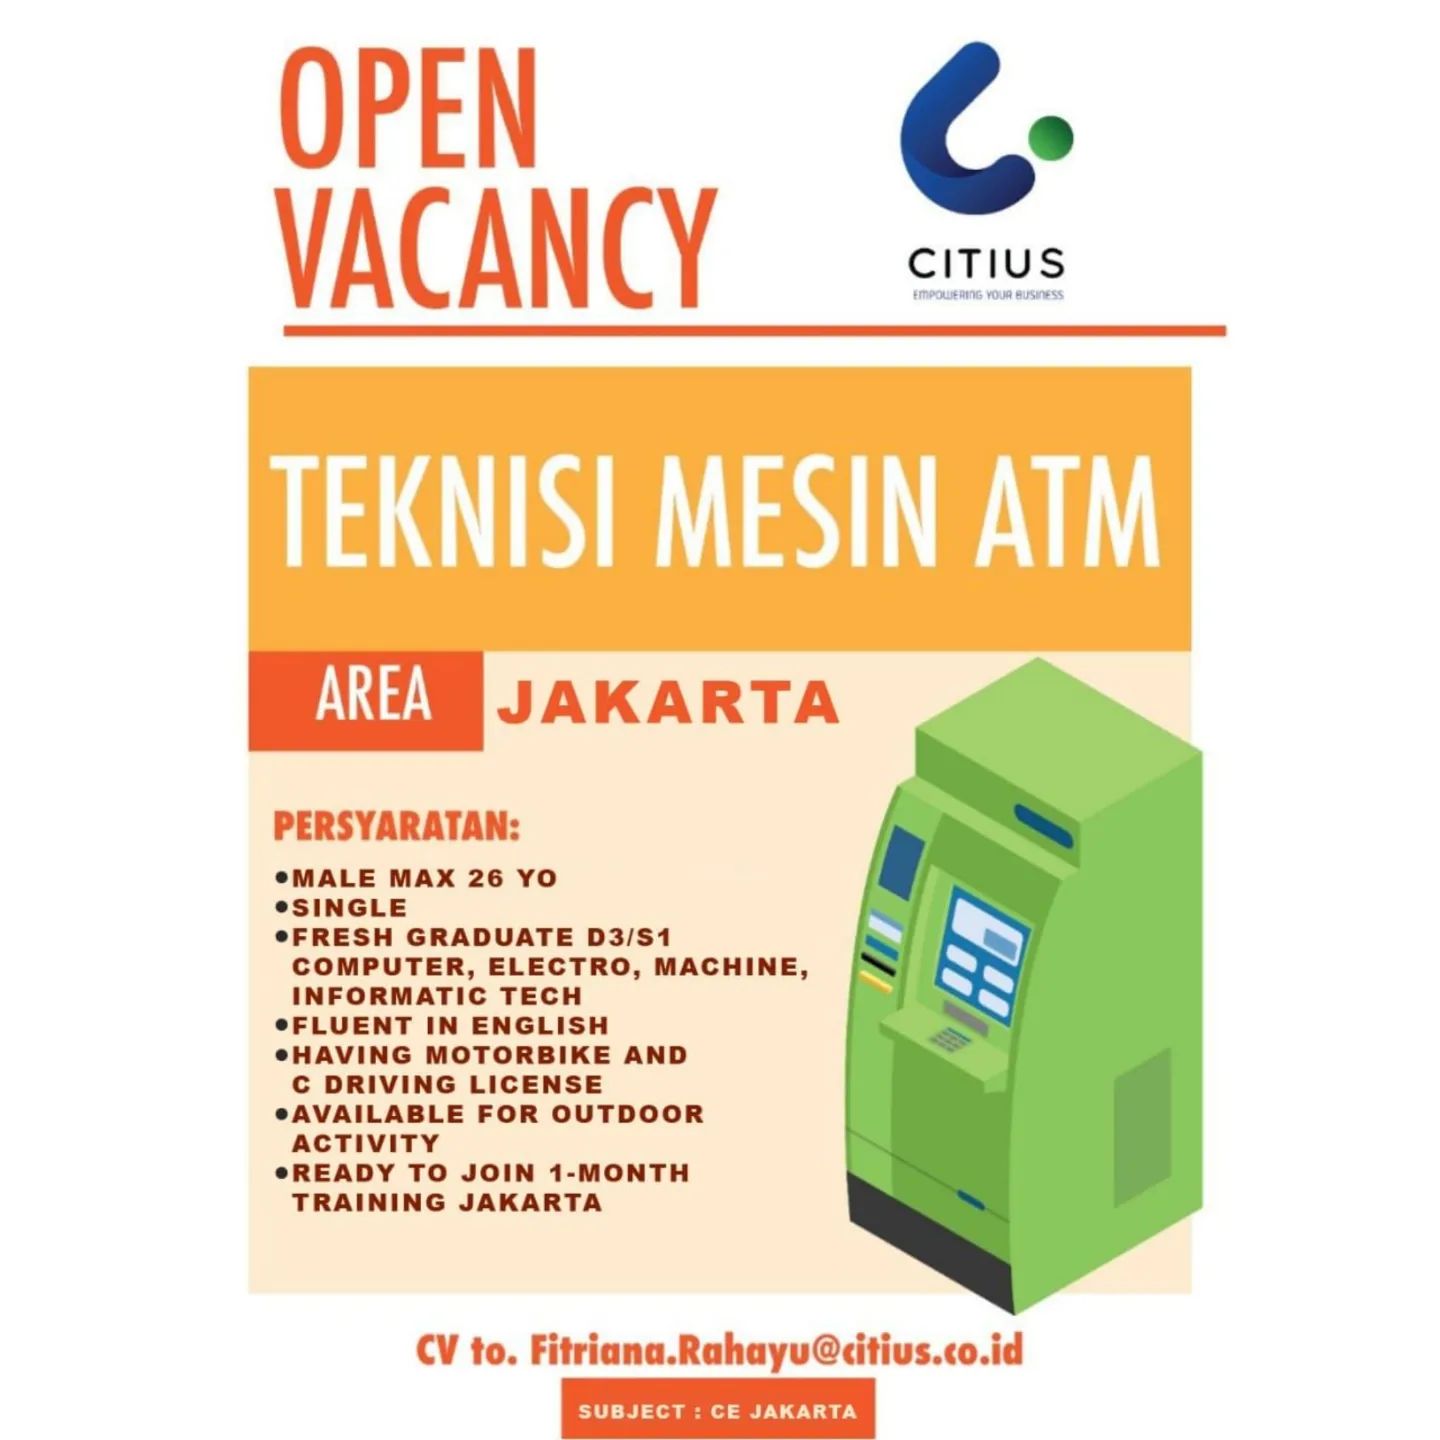 OPEN
VACANCY
CITIUS
EMPOWERING YOUR BUSINESS
TEKNISI MESIN ATM
AREA
JAKARTA
PERSYARATAN:
•MALE MAX 26 YO
•SINGLE
•FRESH GRADUATE D3/S1
COMPUTER, ELECTRO, MACHINE,
INFORMATIC TECH
•FLUENT IN ENGLISH
•HAVING MOTORBIKE AND
C DRIVING LICENSE
•AVAILABLE FOR OUTDOOR
ACTIVITY
•READY TO JOIN 1-MONTH
TRAINING JAKARTA
CV to. Fitriana.Rahayu@citius.co.id
SUBJECT : CE JAKARTA